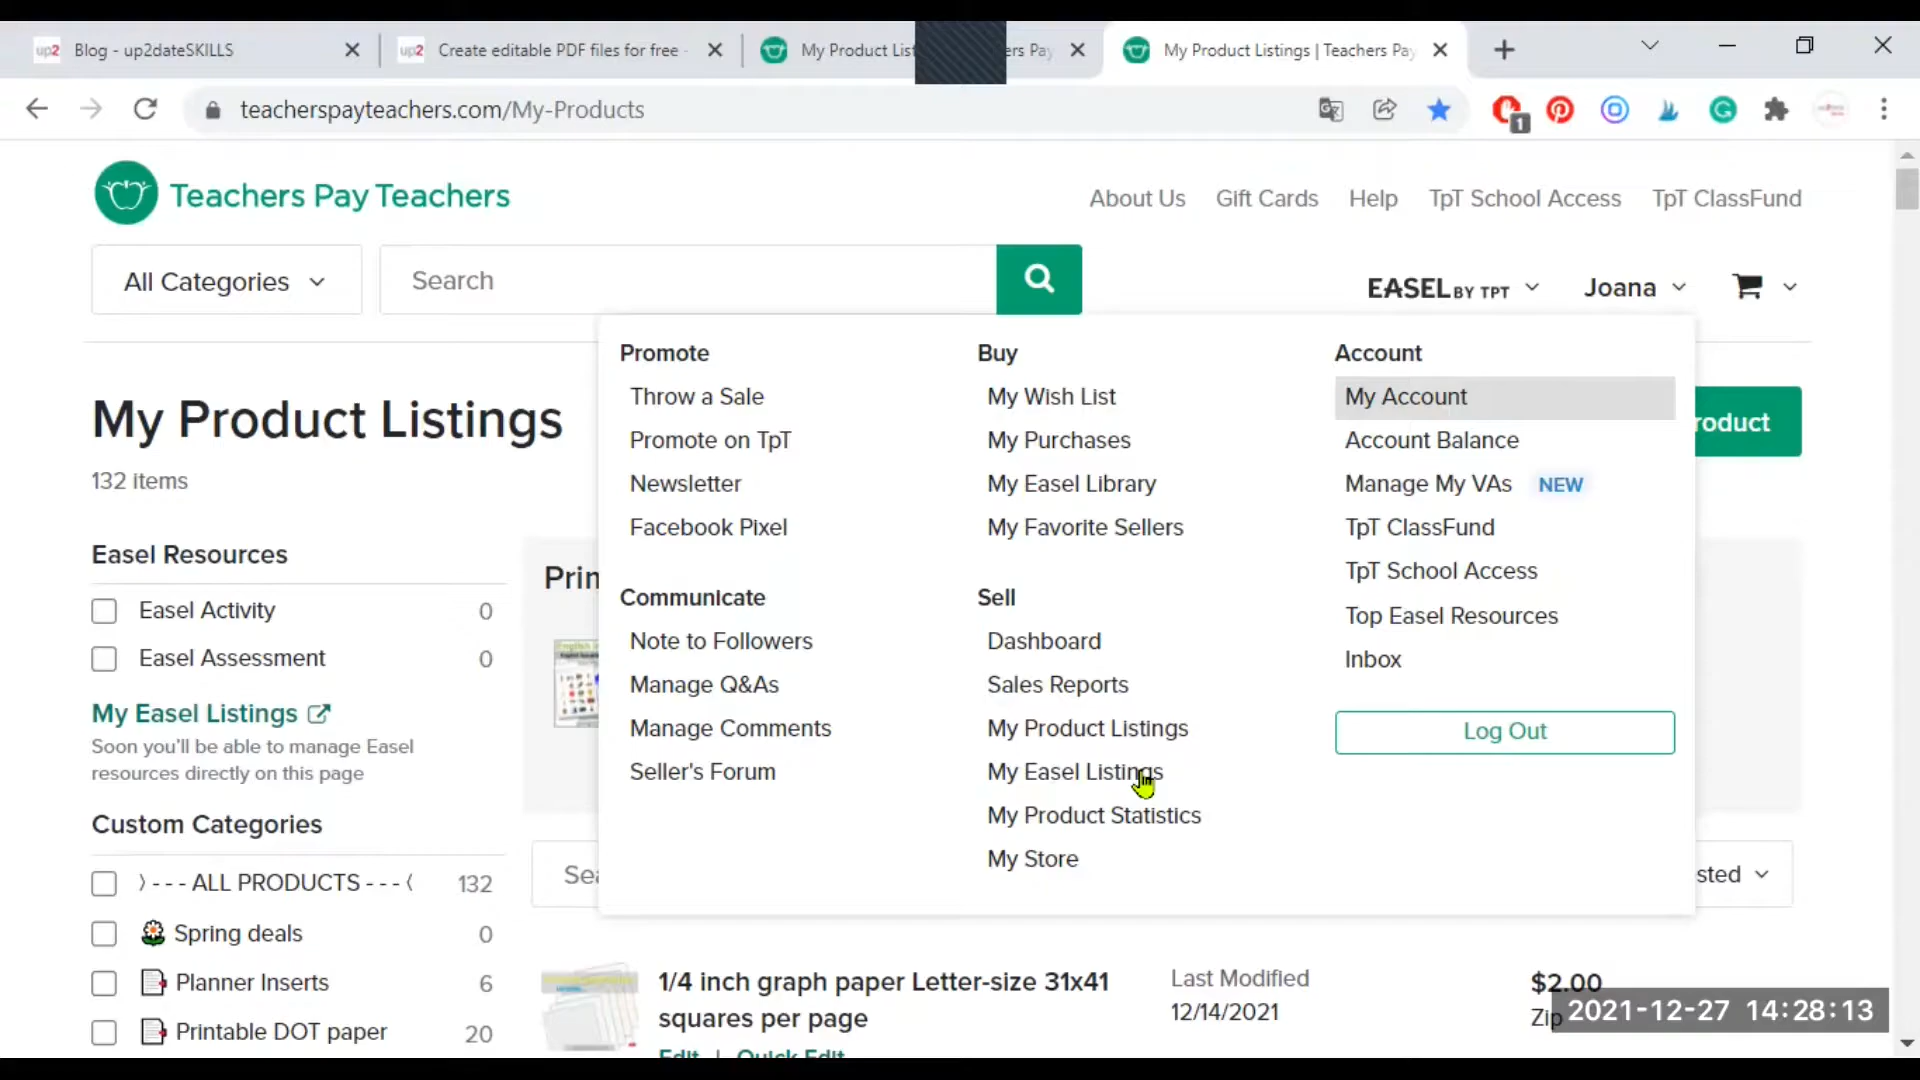 up2 Blog - up2dateSKILLS
up2 Create editable PDF files for free -
My Product List ers Pay
My Product Listings | Teachers Pay
teacherspayteachers.com/My-Products
1
Teachers Pay Teachers
About Us Gift Cards Help TpT School Access TpT ClassFund
All Categories Search
EASEL BY TPT Joana
Promote
Throw a Sale
Promote on TpT
Newsletter
Facebook Pixel
Communicate
Note to Followers
Manage Q&As
Manage Comments
Seller's Forum
Buy
My Wish List
My Purchases
My Easel Library
My Favorite Sellers
Sell
Dashboard
Sales Reports
My Product Listings
My Easel Listings
My Product Statistics
My Store
Account
My Account
Account Balance
Manage My VAs NEW
TpT ClassFund
TpT School Access
Top Easel Resources
Inbox
Log Out
roduct
My Product Listings
132 items
Easel Resources
Easel Activity 0
Easel Assessment 0
My Easel Listings
Soon you'll be able to manage Easel
resources directly on this page
Custom Categories
⟩--- ALL PRODUCTS ---⟨ 132
Spring deals 0
Planner Inserts 6
Printable DOT paper 20
Prin
Sea
sted
1/4 inch graph paper Letter-size 31x41
squares per page
Edit | Quick Edit
Last Modified
12/14/2021
$2.00
Zip
2021-12-27 14:28:13